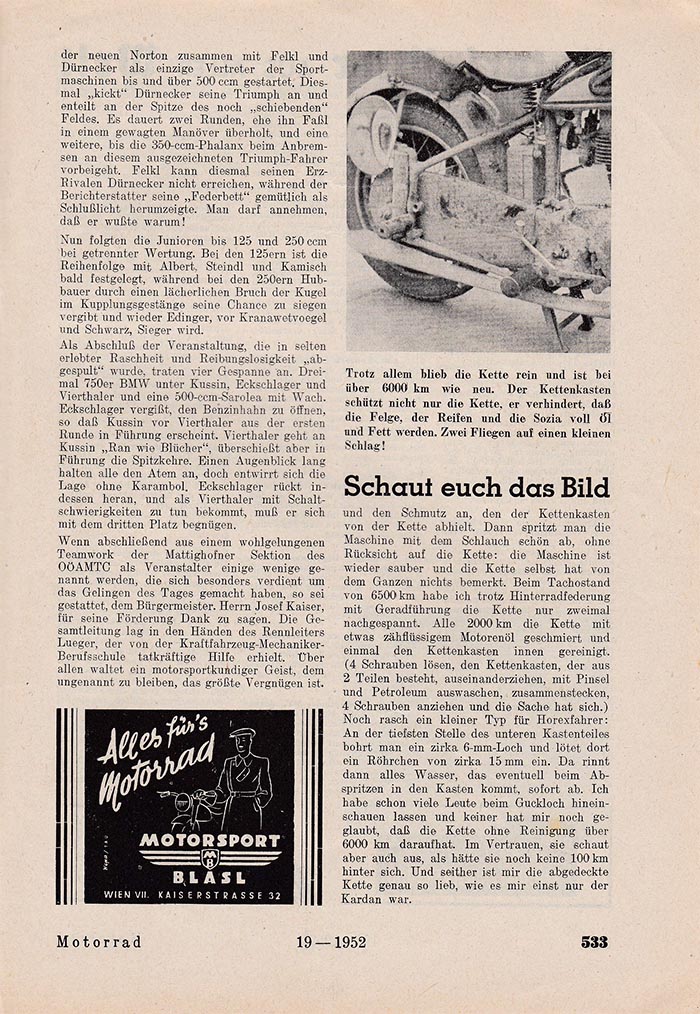 der neuen Norton zusammen mit Felkl und
Dürnecker als einzige Vertreter der Sport-
maschinen bis und über 500 ccm gestartet. Dies-
mal „kickt“ Dürnecker seine Triumph an und
enteilt an der Spitze des noch „schiebenden“
Feldes. Es dauert zwei Runden, ehe ihn Faßl
in einem gewagten Manöver überholt, und eine
weitere, bis die 350-ccm-Phalanx beim Anbrem-
sen an diesem ausgezeichneten Triumph-Fahrer
vorbeigeht. Felkl kann diesmal seinen Erz-
Rivalen Dürnecker nicht erreichen, während der
Berichterstatter seine „Federbett“ gemütlich als
Schlußlicht herumzeigte. Man darf annehmen,
daß er wußte warum!
Nun folgten die Junioren bis 125 und 250 ccm
bei getrennter Wertung. Bei den 125ern ist die
Reihenfolge mit Albert, Steindl und Kamisch
bald festgelegt, während bei den 250ern Hub-
bauer durch einen lächerlichen Bruch der Kugel
im Kupplungsgestänge seine Chance zu siegen
vergibt und wieder Edinger, vor Kranawetvoegel
und Schwarz, Sieger wird.
Als Abschluß der Veranstaltung, die in selten
erlebter Raschheit und Reibungslosigkeit „ab-
gespult“ wurde, traten vier Gespanne an. Drei-
mal 750er BMW unter Kussin, Eckschlager und
Vierthaler und eine 500-ccm-Sarolea mit Wach.
Eckschlager vergißt, den Benzinhahn zu öffnen,
so daß Kussin vor Vierthaler aus der ersten
Runde in Führung erscheint. Vierthaler geht an
Kussin „Ran wie Blücher“, überschießt aber in
Führung die Spitzkehre. Einen Augenblick lang
halten alle den Atem an, doch entwirrt sich die
Lage ohne Karambol. Eckschlager rückt in-
dessen heran, und als Vierthaler mit Schalt-
schwierigkeiten zu tun bekommt, muß er sich
mit dem dritten Platz begnügen.
Wenn abschließend aus einem wohlgelungenen
Teamwork der Mattighofner Sektion des
OÖAMTC als Veranstalter einige wenige ge-
nannt werden, die sich besonders verdient um
das Gelingen des Tages gemacht haben, so sei
gestattet, dem Bürgermeister. Herrn Josef Kaiser,
für seine Förderung Dank zu sagen. Die Ge-
samtleitung lag in den Händen des Rennleiters
Lueger, der von der Kraftfahrzeug-Mechaniker-
Berufsschule tatkräftige Hilfe erhielt. Über
allen waltet ein motorsportkundiger Geist, dem
ungenannt zu bleiben, das größte Vergnügen ist.
Alles für's
Motorrad
MOTORSPORT
MB
BLASL
WIEN VII. KAISERSTRASSE 32
Trotz allem blieb die Kette rein und ist bei
über 6000 km wie neu. Der Kettenkasten
schützt nicht nur die Kette, er verhindert, daß
die Felge, der Reifen und die Sozia voll Öl
und Fett werden. Zwei Fliegen auf einen kleinen
Schlag!
Schaut euch das Bild
und den Schmutz an, den der Kettenkasten
von der Kette abhielt. Dann spritzt man die
Maschine mit dem Schlauch schön ab, ohne
Rücksicht auf die Kette: die Maschine ist
wieder sauber und die Kette selbst hat von
dem Ganzen nichts bemerkt. Beim Tachostand
von 6500 km habe ich trotz Hinterradfederung
mit Geradführung die Kette nur zweimal
nachgespannt. Alle 2000 km die Kette mit
etwas zähflüssigem Motorenöl geschmiert und
einmal den Kettenkasten innen gereinigt.
(4 Schrauben lösen, den Kettenkasten, der aus
2 Teilen besteht, auseinanderziehen, mit Pinsel
und Petroleum auswaschen, zusammenstecken,
4 Schrauben anziehen und die Sache hat sich.)
Noch rasch ein kleiner Typ für Horexfahrer:
An der tiefsten Stelle des unteren Kastenteiles
bohrt man ein zirka 6-mm-Loch und lötet dort
ein Röhrchen von zirka 15 mm ein. Da rinnt
dann alles Wasser, das eventuell beim Ab-
spritzen in den Kasten kommt, sofort ab. Ich
habe schon viele Leute beim Guckloch hinein-
schauen lassen und keiner hat mir noch ge-
glaubt, daß die Kette ohne Reinigung über
6000 km daraufhat. Im Vertrauen, sie schaut
aber auch aus, als hätte sie noch keine 100 km
hinter sich. Und seither ist mir die abgedeckte
Kette genau so lieb, wie es mir einst nur der
Kardan war.
Motorrad 19 — 1952 533